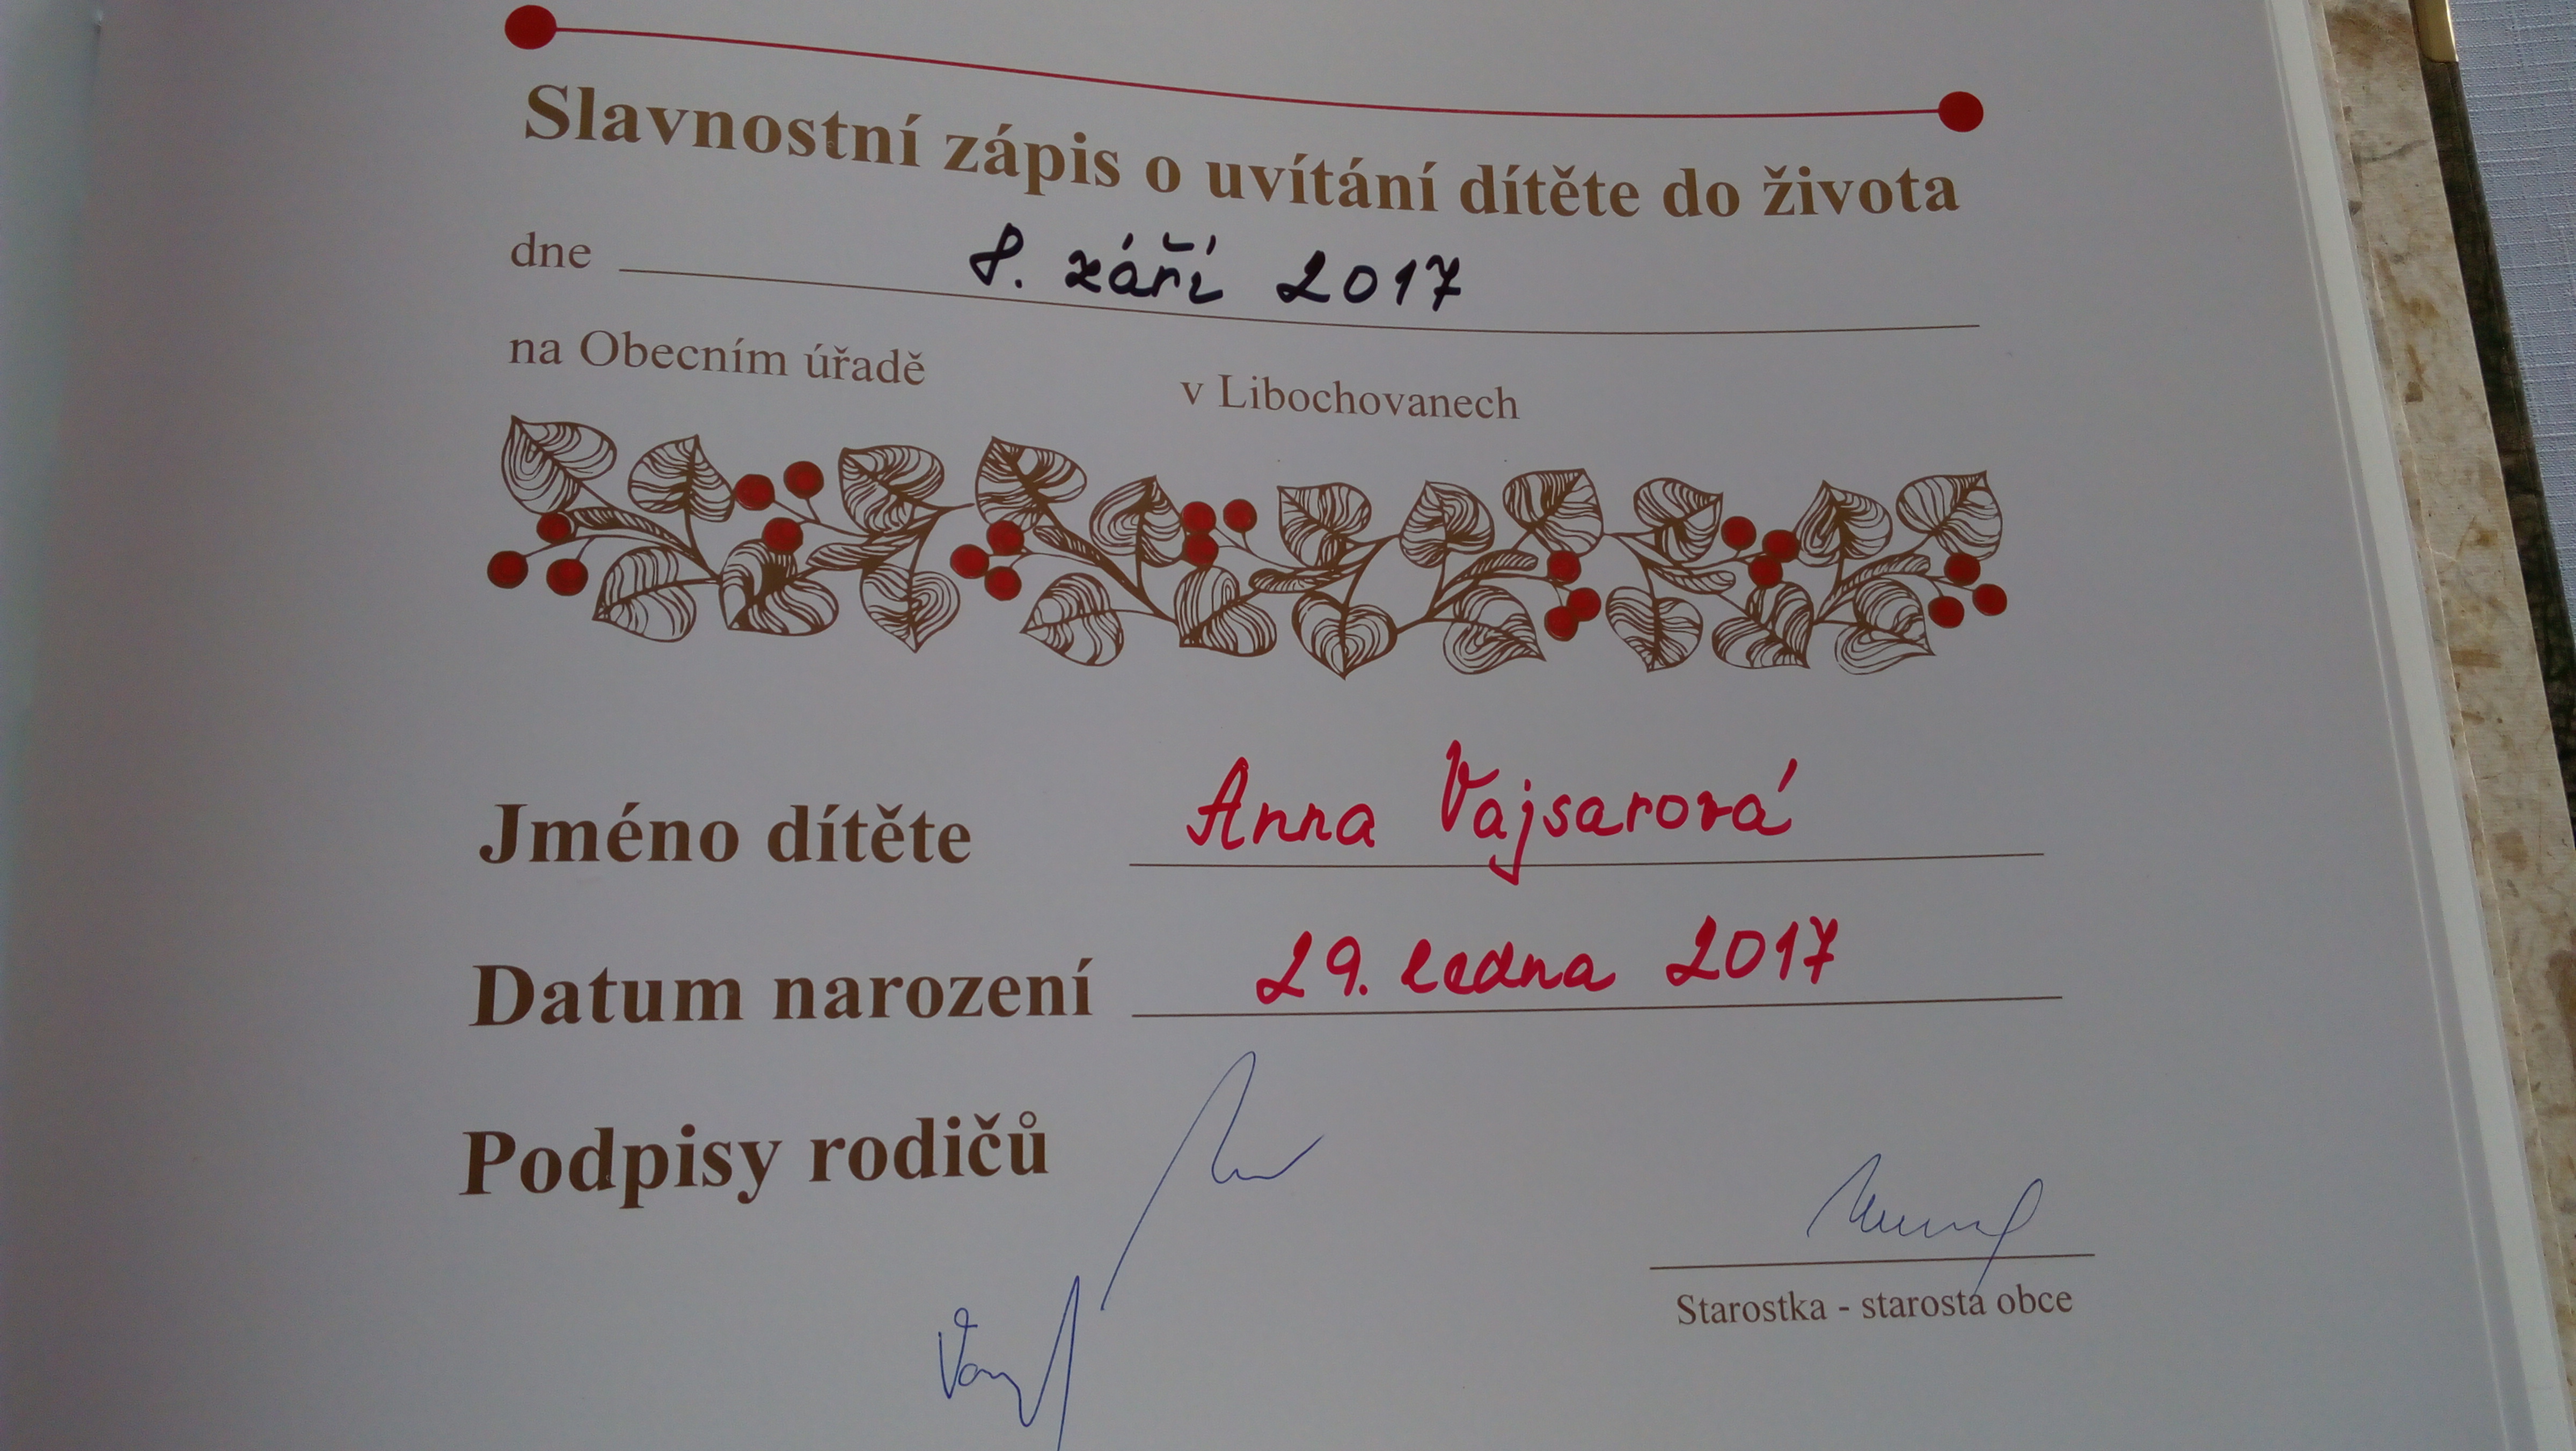 Slavnostní zápis o uvítání dítěte do života
dne 8. září 2017
na Obecním úřadě v Libochovanech
Jméno dítěte Anna Vajsarová
Datum narození 29. ledna 2017
Podpisy rodičů
Starostka - starosta obce